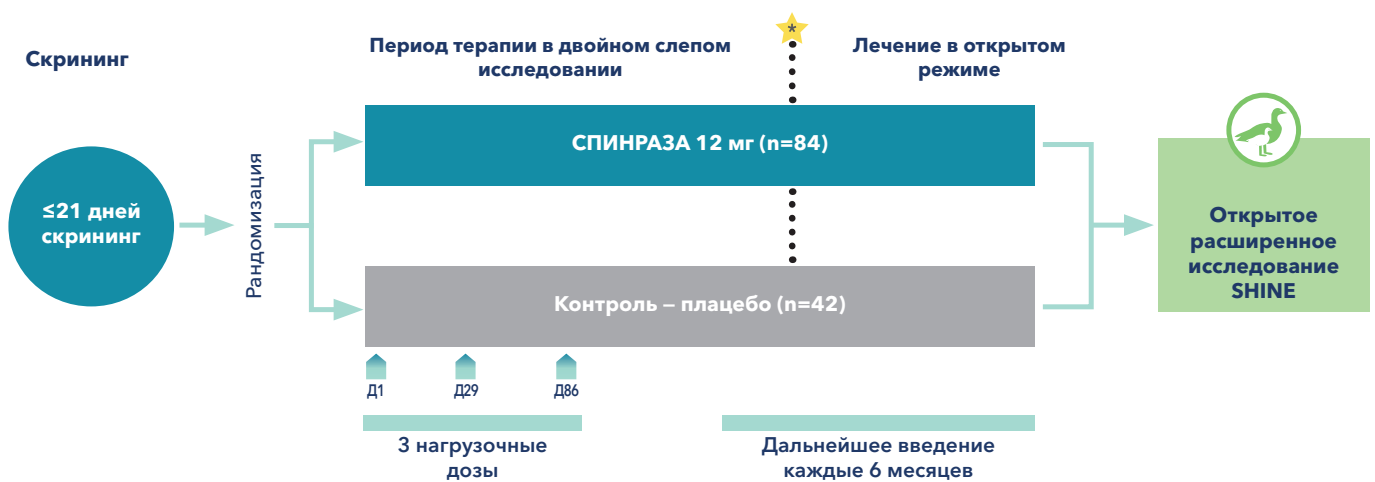 Скрининг
Период терапии в двойном слепом
исследовании
*
Лечение в открытом
режиме
≤21 дней
скрининг
Рандомизация
СПИНРАЗА 12 мг (n=84)
Контроль – плацебо (n=42)
Открытое
расширенное
исследование
SHINE
Д1
Д29
Д86
3 нагрузочные
дозы
Дальнейшее введение
каждые 6 месяцев